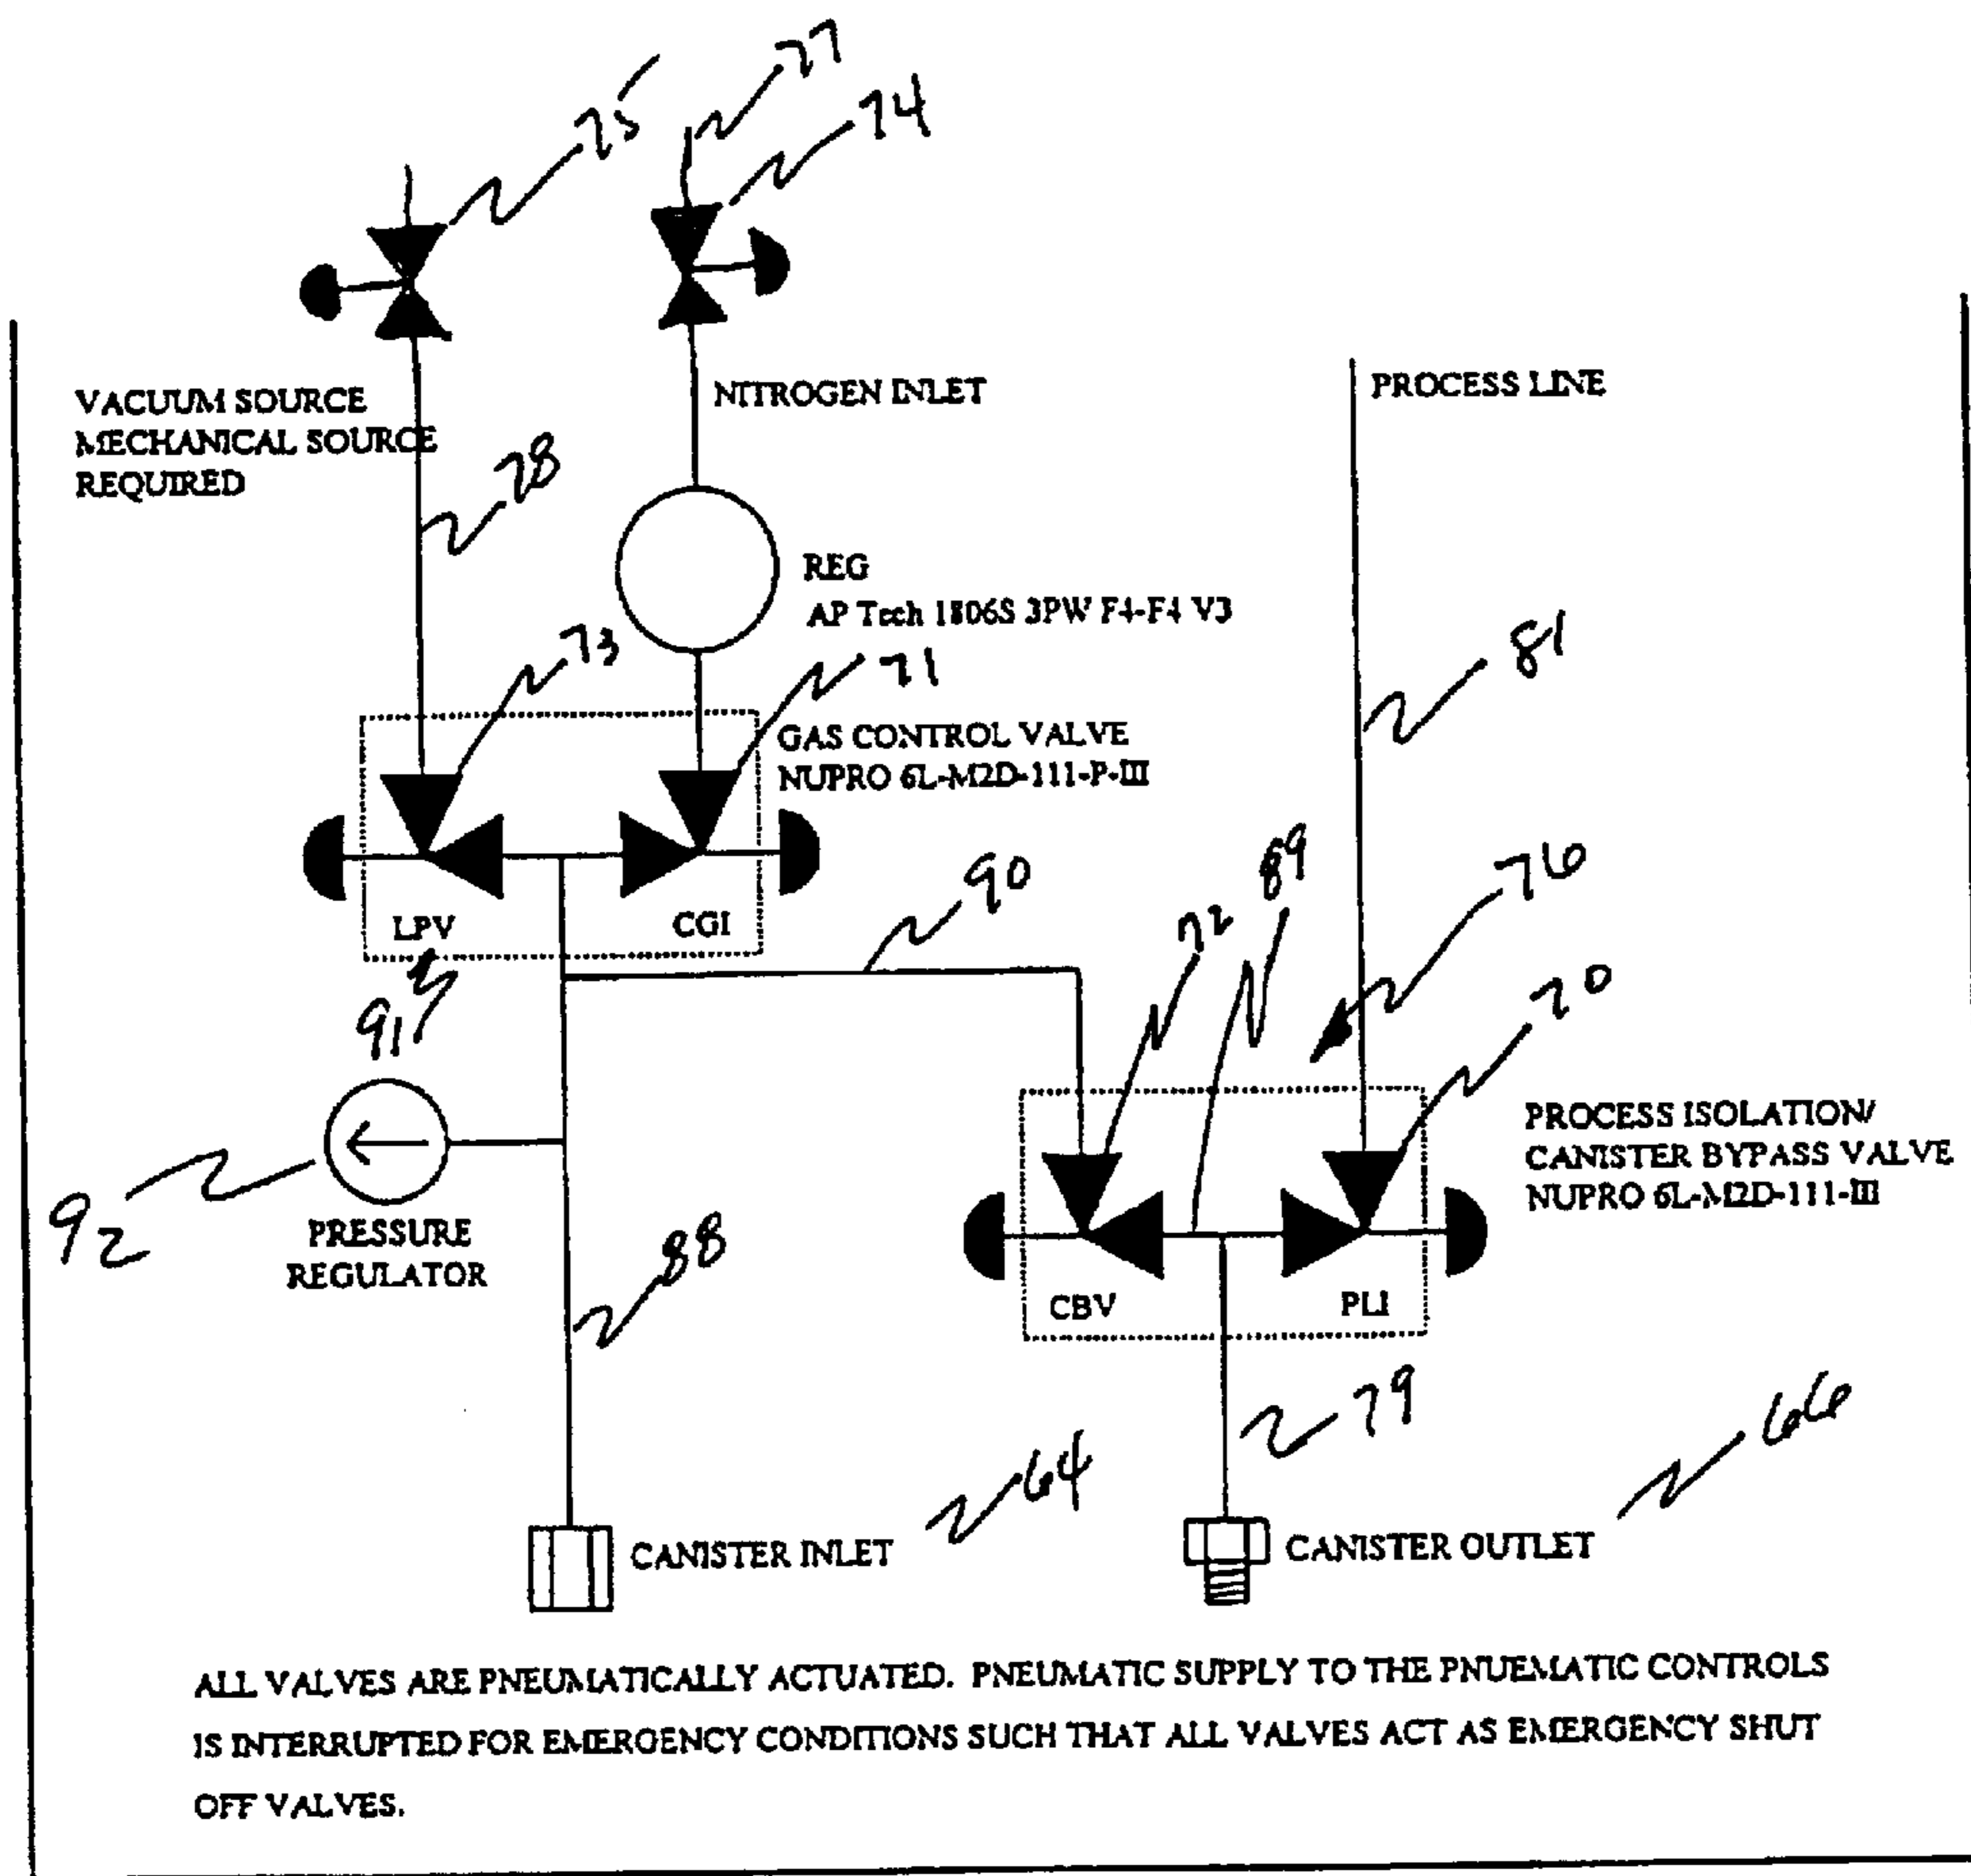 75
77
74
VACUUM SOURCE
MECHANICAL SOURCE
REQUIRED
NITROGEN INLET
PROCESS LINE
78
REG
AP Tech 1806S 3PW F4-F4 V3
73
71
81
GAS CONTROL VALVE
NUPRO 6L-M2D-111-P-III
LPV
CGI
90
89
72
76
70
91
PROCESS ISOLATION/
CANISTER BYPASS VALVE
NUPRO 6L-M2D-111-III
92
PRESSURE
REGULATOR
88
CBV
PLI
79
64
66
CANISTER INLET
CANISTER OUTLET
ALL VALVES ARE PNEUMATICALLY ACTUATED. PNEUMATIC SUPPLY TO THE PNUEMATIC CONTROLS
IS INTERRUPTED FOR EMERGENCY CONDITIONS SUCH THAT ALL VALVES ACT AS EMERGENCY SHUT
OFF VALVES.